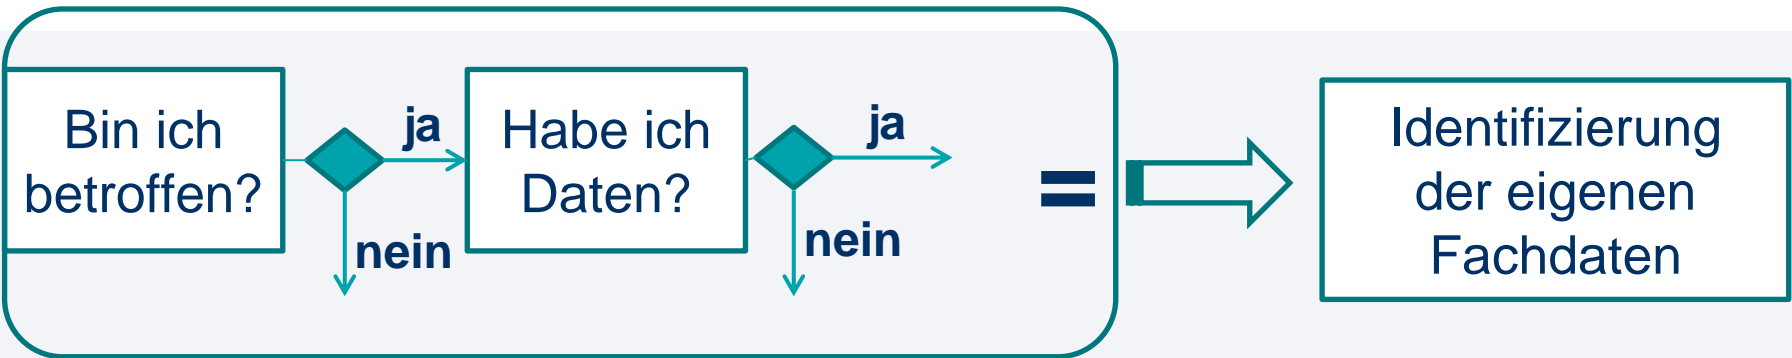 Bin ich
betroffen?
ja
nein
Habe ich
Daten?
ja
nein
=
Identifizierung
der eigenen
Fachdaten